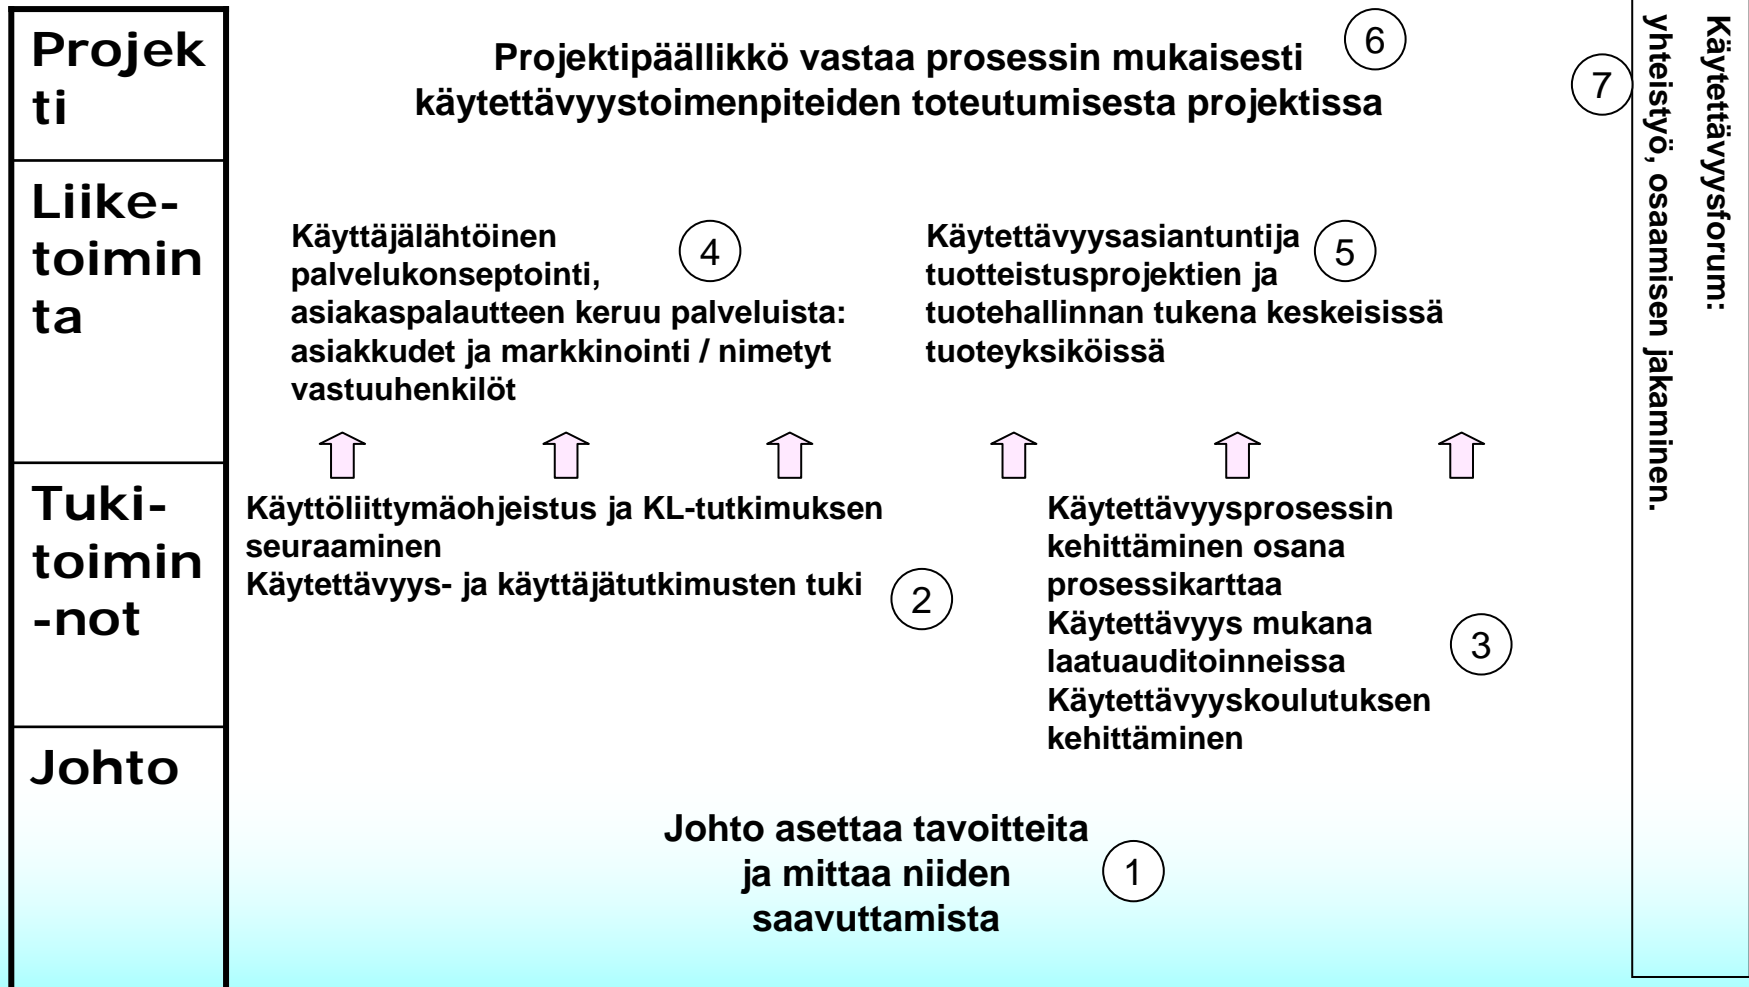 Projek
ti
Projektipäällikkö vastaa prosessin mukaisesti
käytettävyystoimenpiteiden toteutumisesta projektissa
6
7
Liike-
toimin
ta
Käyttäjälähtöinen
palvelukonseptointi,
asiakaspalautteen keruu palveluista:
asiakkudet ja markkinointi / nimetyt
vastuuhenkilöt
4
Käytettävyysasiantuntija
tuotteistusprojektien ja
tuotehallinnan tukena keskeisissä
tuoteyksiköissä
5
Tuki-
toimin
-not
Käyttöliittymäohjeistus ja KL-tutkimuksen
seuraaminen
Käytettävyys- ja käyttäjätutkimusten tuki
2
Käytettävyysprosessin
kehittäminen osana
prosessikarttaa
Käytettävyys mukana
laatuauditoinneissa
Käytettävyyskoulutuksen
kehittäminen
3
Johto
Johto asettaa tavoitteita
ja mittaa niiden
saavuttamista
1
Käytettävyysforum:
yhteistyö, osaamisen jakaminen.